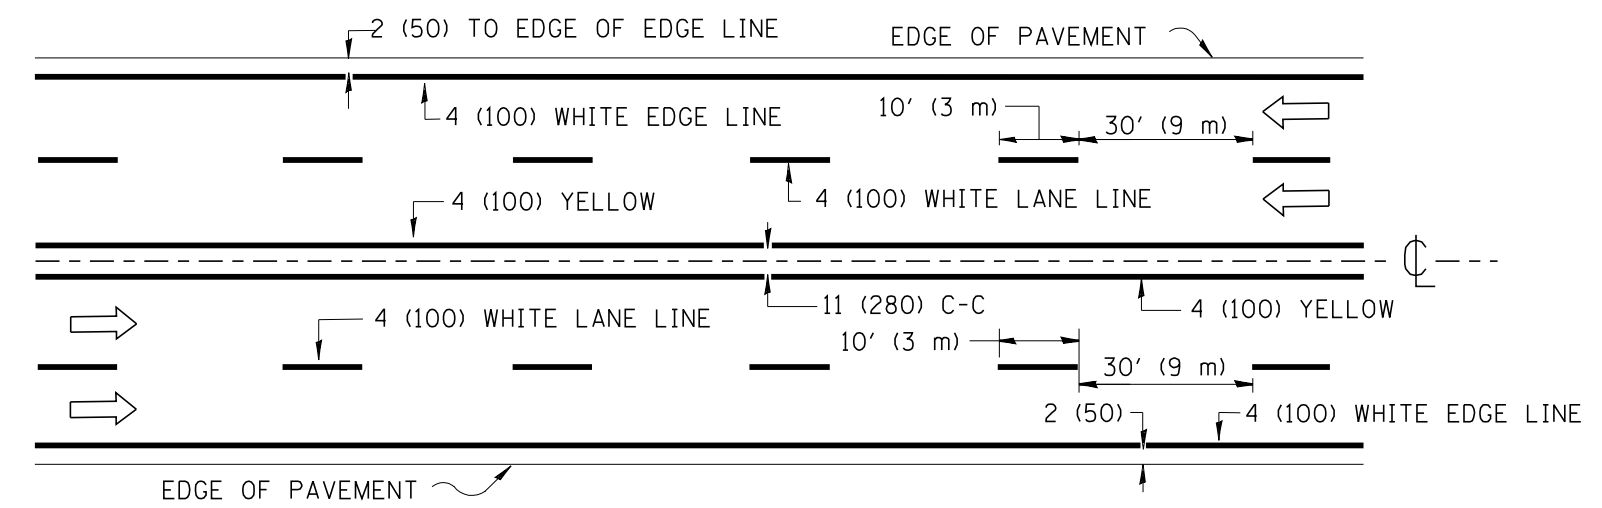 2 (50) TO EDGE OF EDGE LINE
EDGE OF PAVEMENT
4 (100) WHITE EDGE LINE
10' (3 m)
30' (9 m)
4 (100) YELLOW
4 (100) WHITE LANE LINE
℄
11 (280) C-C
4 (100) YELLOW
4 (100) WHITE LANE LINE
10' (3 m)
30' (9 m)
2 (50)
4 (100) WHITE EDGE LINE
EDGE OF PAVEMENT